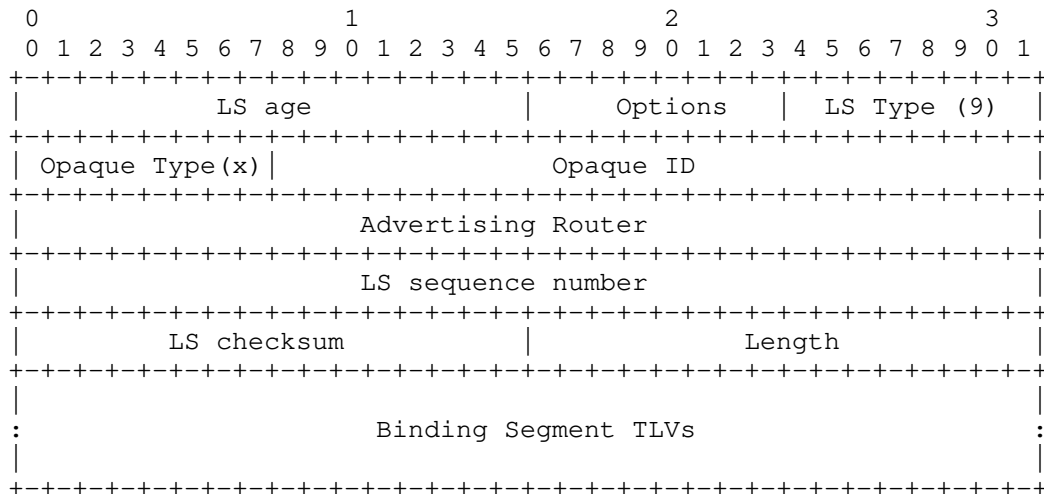 0                   1                   2                   3
 0 1 2 3 4 5 6 7 8 9 0 1 2 3 4 5 6 7 8 9 0 1 2 3 4 5 6 7 8 9 0 1
+-+-+-+-+-+-+-+-+-+-+-+-+-+-+-+-+-+-+-+-+-+-+-+-+-+-+-+-+-+-+-+-+
|            LS age             |     Options   |  LS Type (9)  |
+-+-+-+-+-+-+-+-+-+-+-+-+-+-+-+-+-+-+-+-+-+-+-+-+-+-+-+-+-+-+-+-+
| Opaque Type(x)|                 Opaque ID                     |
+-+-+-+-+-+-+-+-+-+-+-+-+-+-+-+-+-+-+-+-+-+-+-+-+-+-+-+-+-+-+-+-+
|                     Advertising Router                        |
+-+-+-+-+-+-+-+-+-+-+-+-+-+-+-+-+-+-+-+-+-+-+-+-+-+-+-+-+-+-+-+-+
|                     LS sequence number                        |
+-+-+-+-+-+-+-+-+-+-+-+-+-+-+-+-+-+-+-+-+-+-+-+-+-+-+-+-+-+-+-+-+
|         LS checksum           |             Length            |
+-+-+-+-+-+-+-+-+-+-+-+-+-+-+-+-+-+-+-+-+-+-+-+-+-+-+-+-+-+-+-+-+
|                                                               |
:                      Binding Segment TLVs                     :
|                                                               |
+-+-+-+-+-+-+-+-+-+-+-+-+-+-+-+-+-+-+-+-+-+-+-+-+-+-+-+-+-+-+-+-+